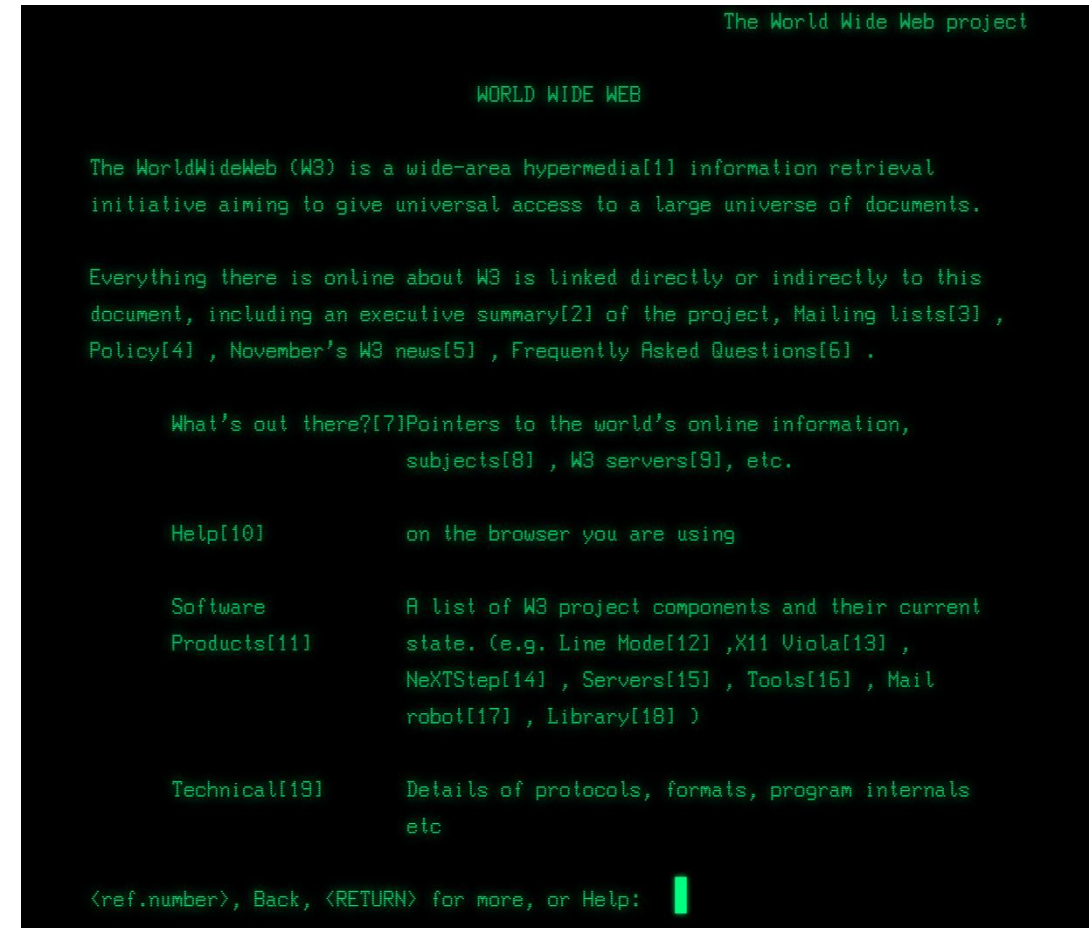 The World Wide Web project
WORLD WIDE WEB
The WorldWideWeb (W3) is a wide-area hypermedia[1] information retrieval
initiative aiming to give universal access to a large universe of documents.
Everything there is online about W3 is linked directly or indirectly to this
document, including an executive summary[2] of the project, Mailing lists[3] ,
Policy[4] , November's W3 news[5] , Frequently Asked Questions[6] .
What's out there?[7]Pointers to the world's online information,
subjects[8] , W3 servers[9], etc.
Help[10] on the browser you are using
Software A list of W3 project components and their current
Products[11] state. (e.g. Line Mode[12] ,X11 Viola[13] ,
NeXTStep[14] , Servers[15] , Tools[16] , Mail
robot[17] , Library[18] )
Technical[19] Details of protocols, formats, program internals
etc
<ref.number>, Back, <RETURN> for more, or Help: